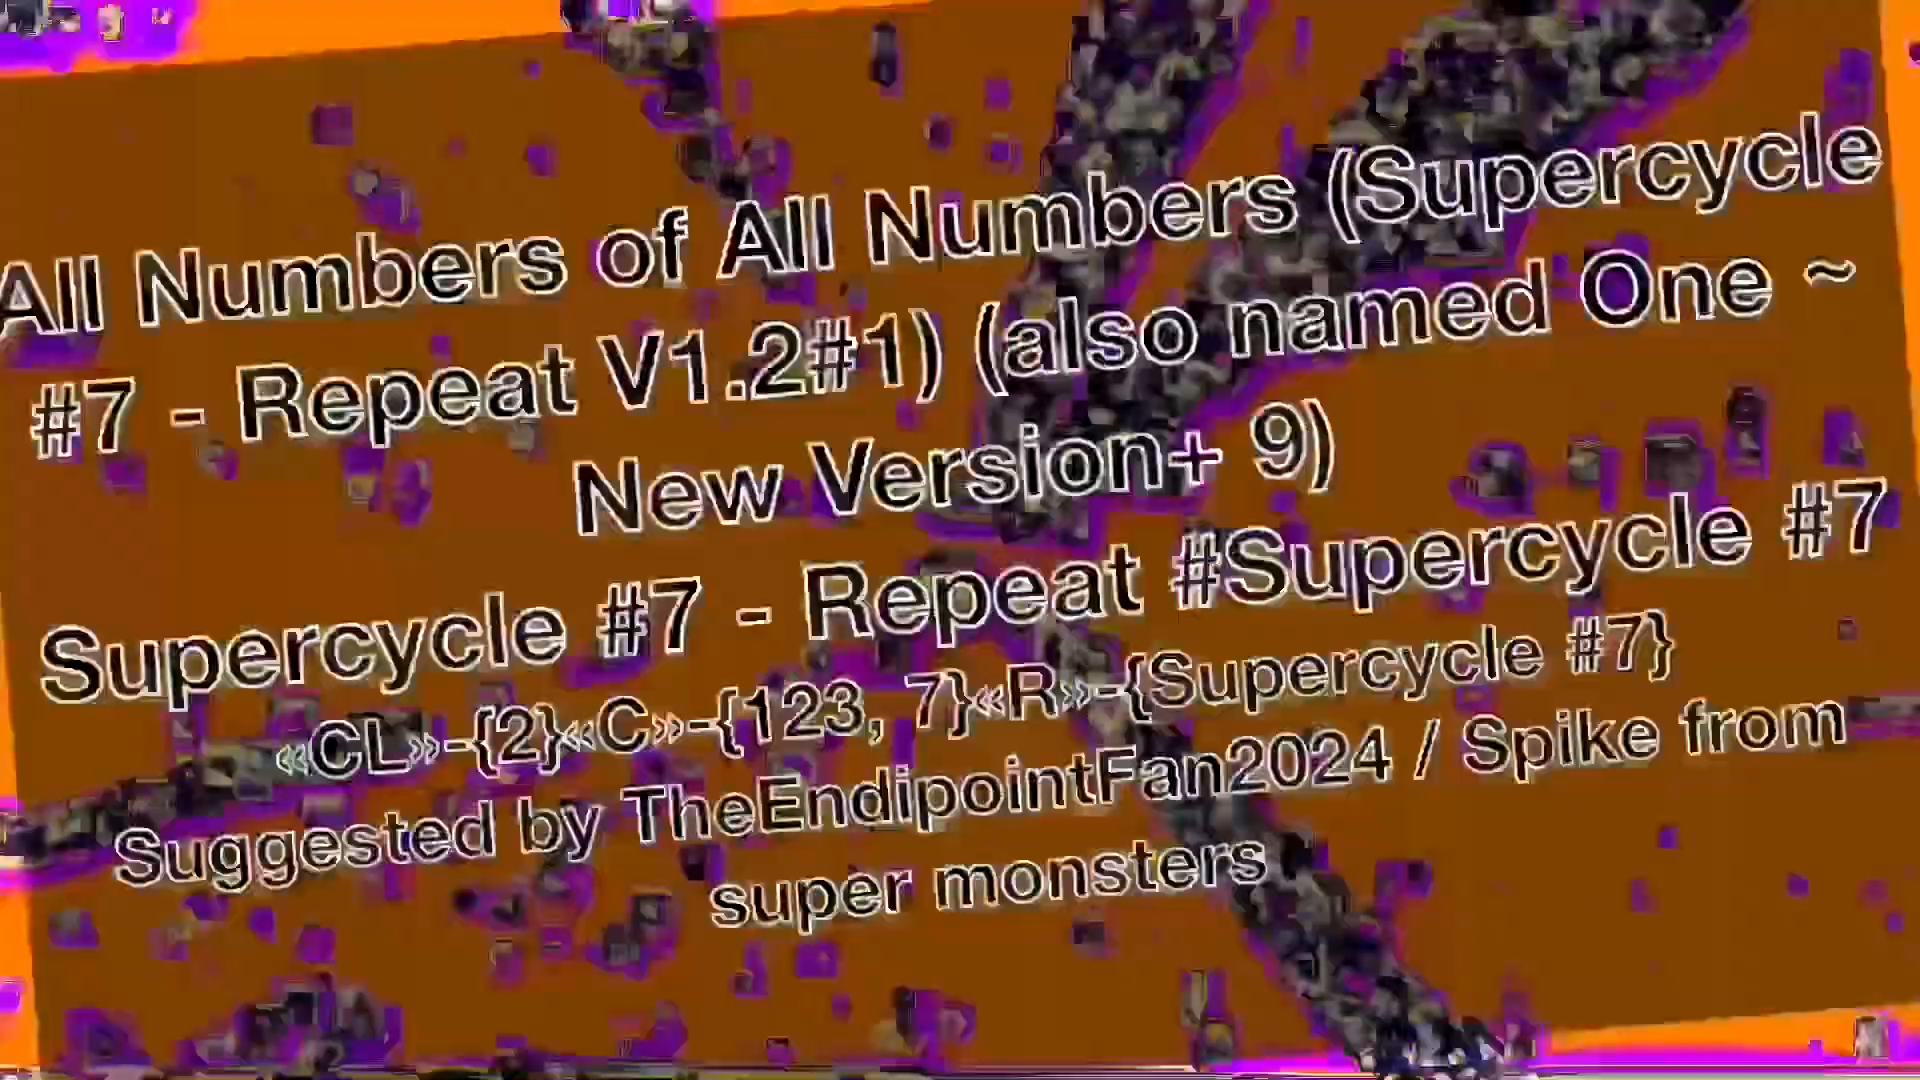 All Numbers of All Numbers (Supercycle
#7 - Repeat V1.2#1) (also named One ~
New Version+ 9)
Supercycle #7 - Repeat #Supercycle #7
«CL»-{2}«C»-{123, 7}«R»-{Supercycle #7}
Suggested by TheEndipointFan2024 / Spike from
super monsters